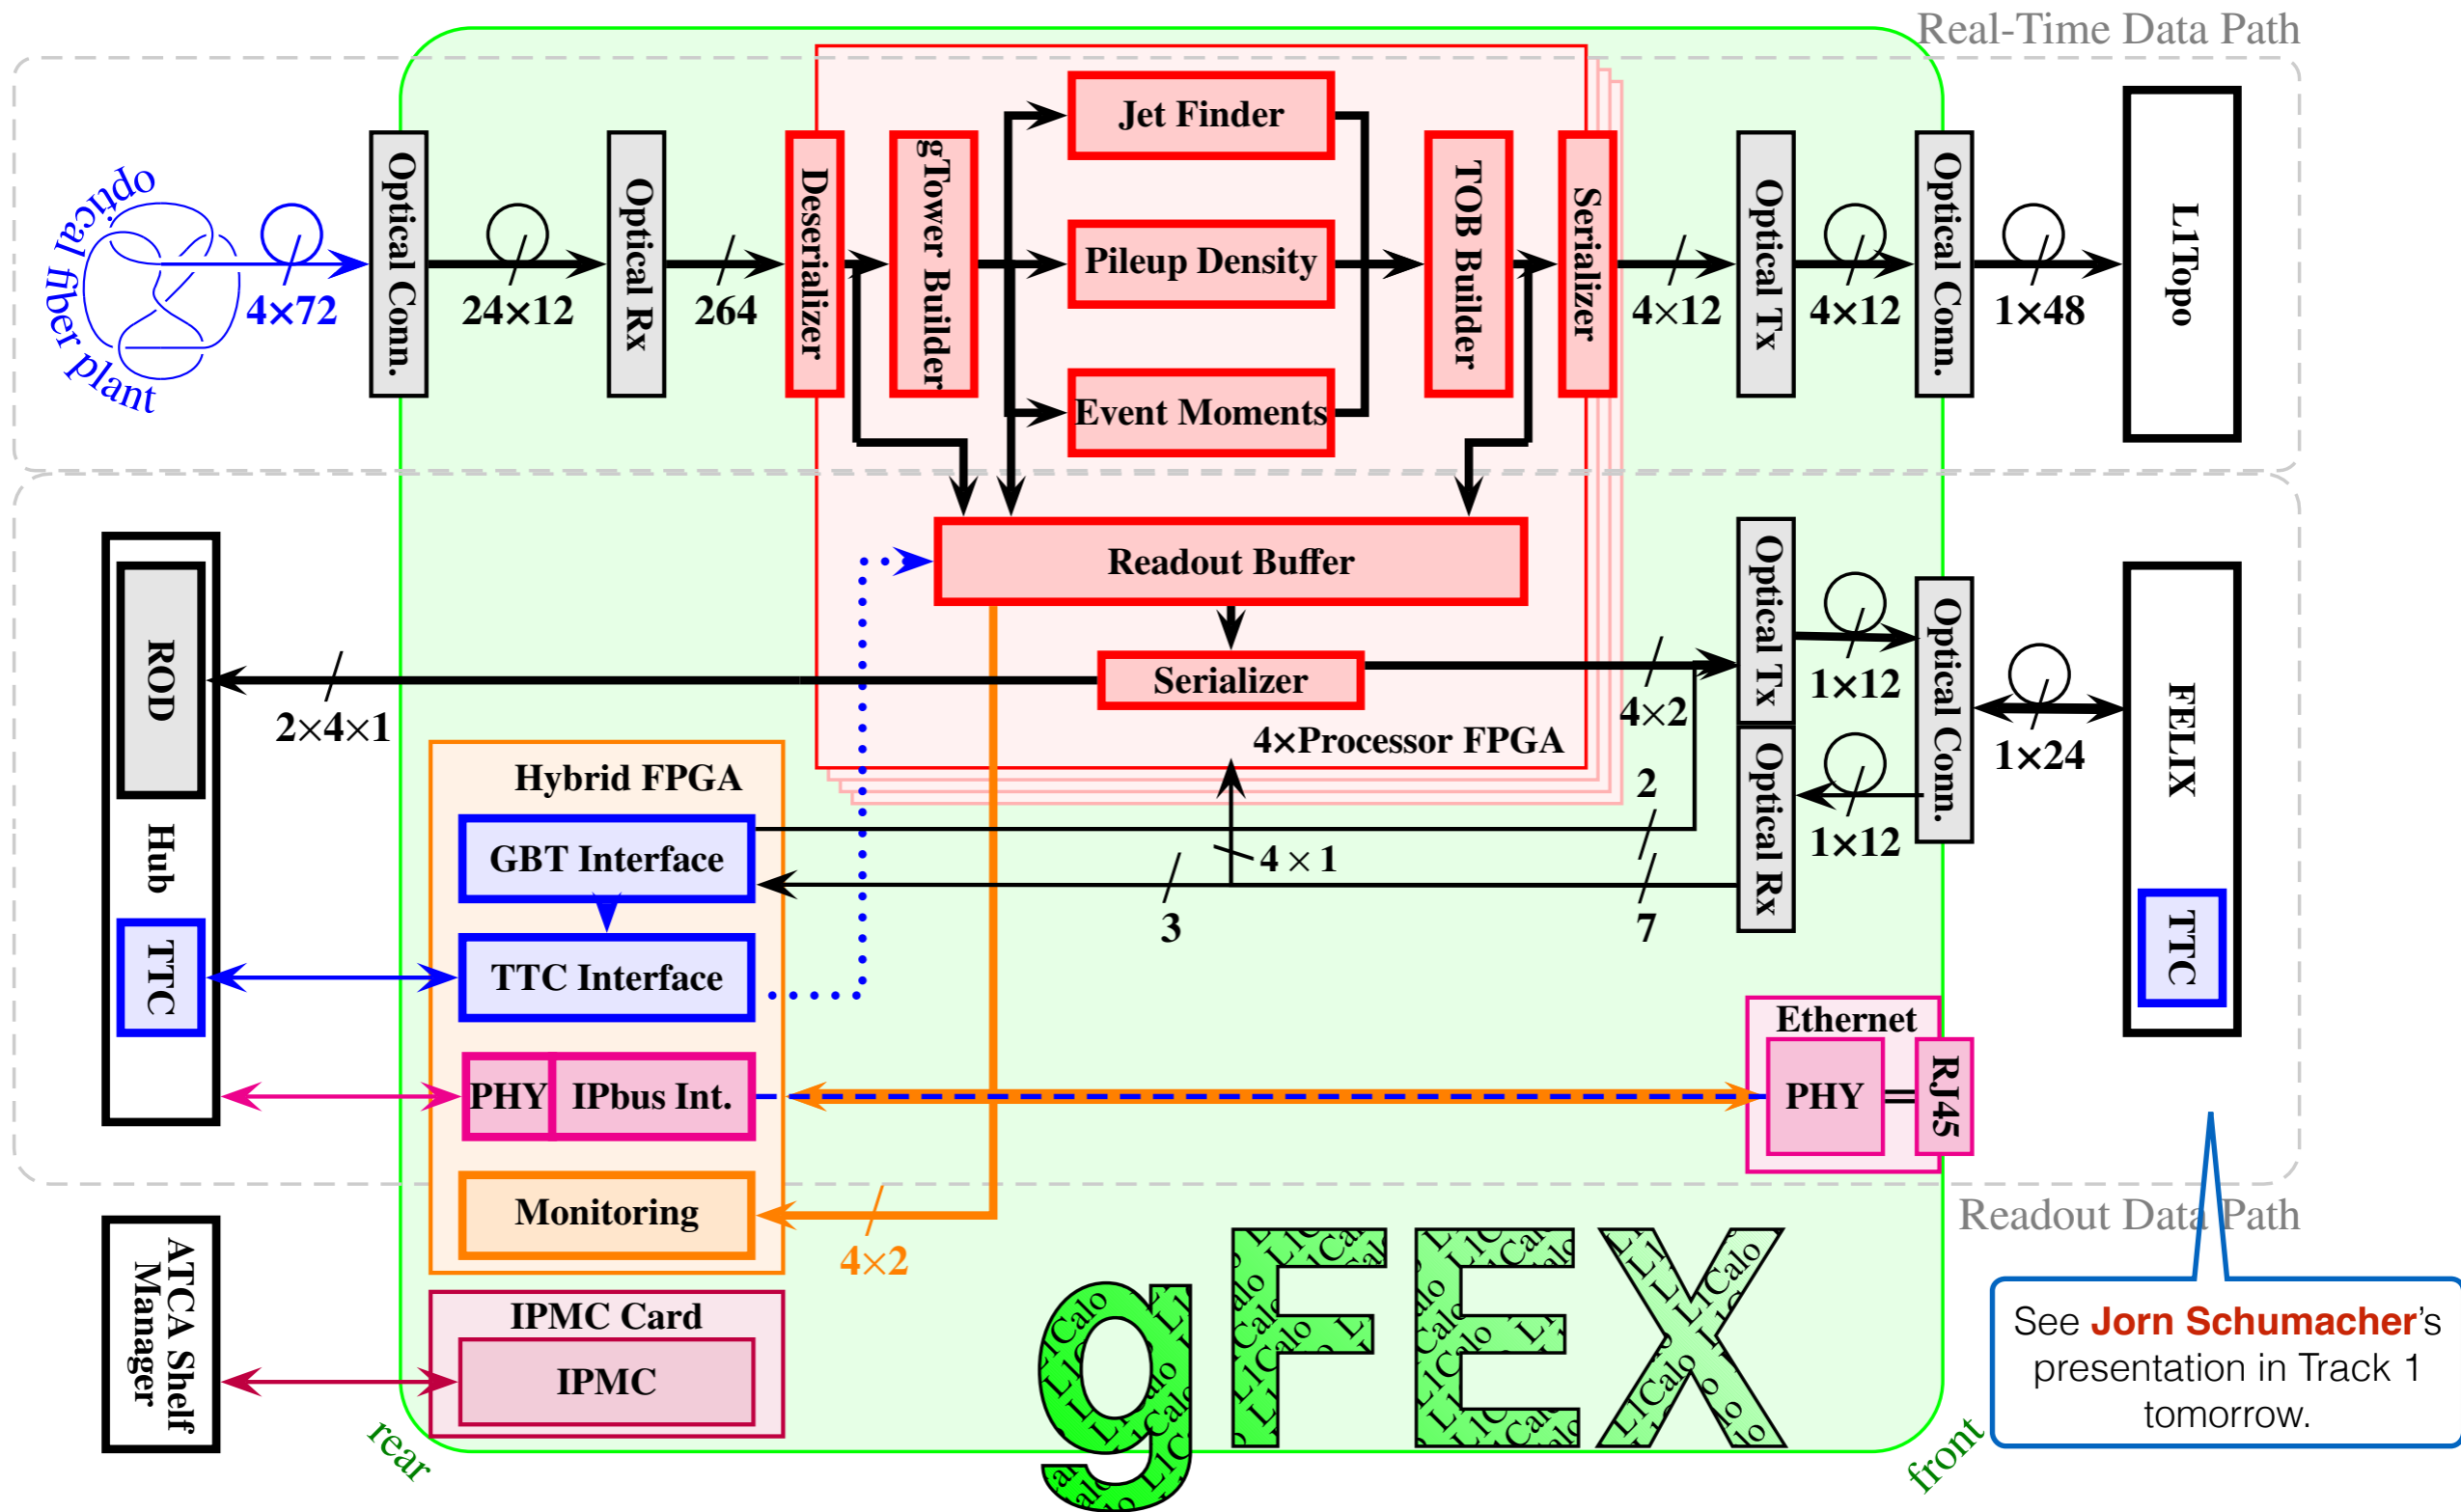 Real-Time Data Path
optical fiber plant
4×72
Optical Conn.
24×12
Optical Rx
264
Deserializer
gTower Builder
Jet Finder
Pileup Density
Event Moments
TOB Builder
Serializer
4×12
Optical Tx
4×12
Optical Conn.
1×48
L1Topo
Readout Buffer
Serializer
4×Processor FPGA
ROD
Hub
TTC
2×4×1
4×2
Optical Tx
1×12
Optical Conn.
1×24
FELIX
TTC
Optical Rx
1×12
Hybrid FPGA
GBT Interface
2
4 × 1
3
7
TTC Interface
PHY
IPbus Int.
Ethernet
PHY
RJ45
Monitoring
4×2
Readout Data Path
ATCA Shelf
Manager
IPMC Card
IPMC
gFEX
rear
front
See Jorn Schumacher's
presentation in Track 1
tomorrow.